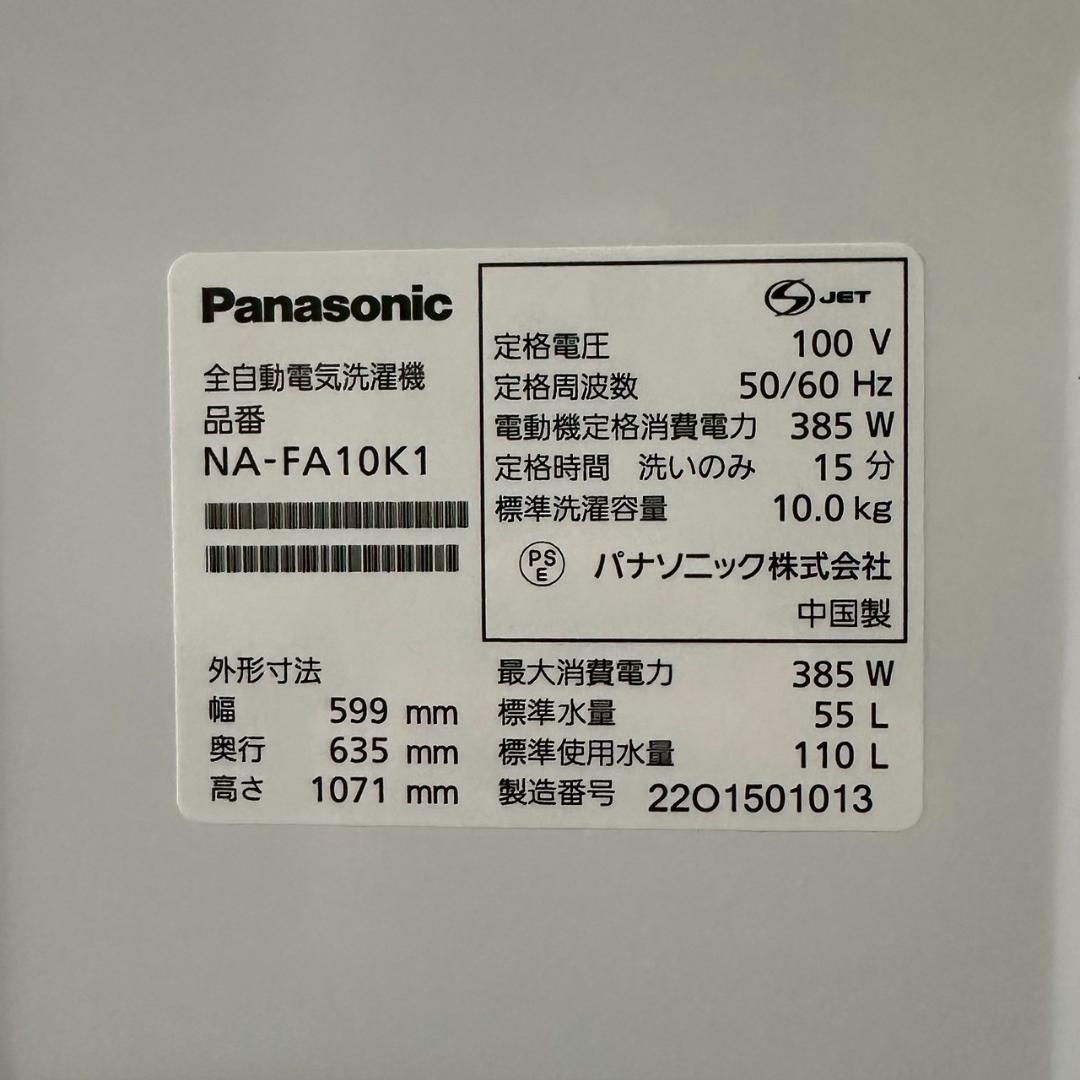 Panasonic
全自動電気洗濯機
品番
NA-FA10K1
外形寸法
幅 599 mm
奥行 635 mm
高さ 1071 mm
JET
定格電圧 100 V
定格周波数 50/60 Hz
電動機定格消費電力 385 W
定格時間 洗いのみ 15 分
標準洗濯容量 10.0 kg
PSE パナソニック株式会社
中国製
最大消費電力 385 W
標準水量 55 L
標準使用水量 110 L
製造番号 22O1501013